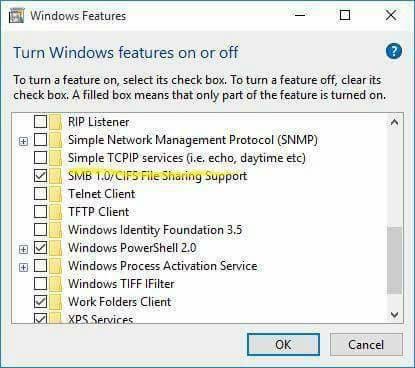 Windows Features
Turn Windows features on or off
To turn a feature on, select its check box. To turn a feature off, clear its
check box. A filled box means that only part of the feature is turned on.
RIP Listener
Simple Network Management Protocol (SNMP)
Simple TCPIP services (i.e. echo, daytime etc)
SMB 1.0/CIFS File Sharing Support
Telnet Client
TFTP Client
Windows Identity Foundation 3.5
Windows PowerShell 2.0
Windows Process Activation Service
Windows TIFF IFilter
Work Folders Client
XPS Services
OK
Cancel